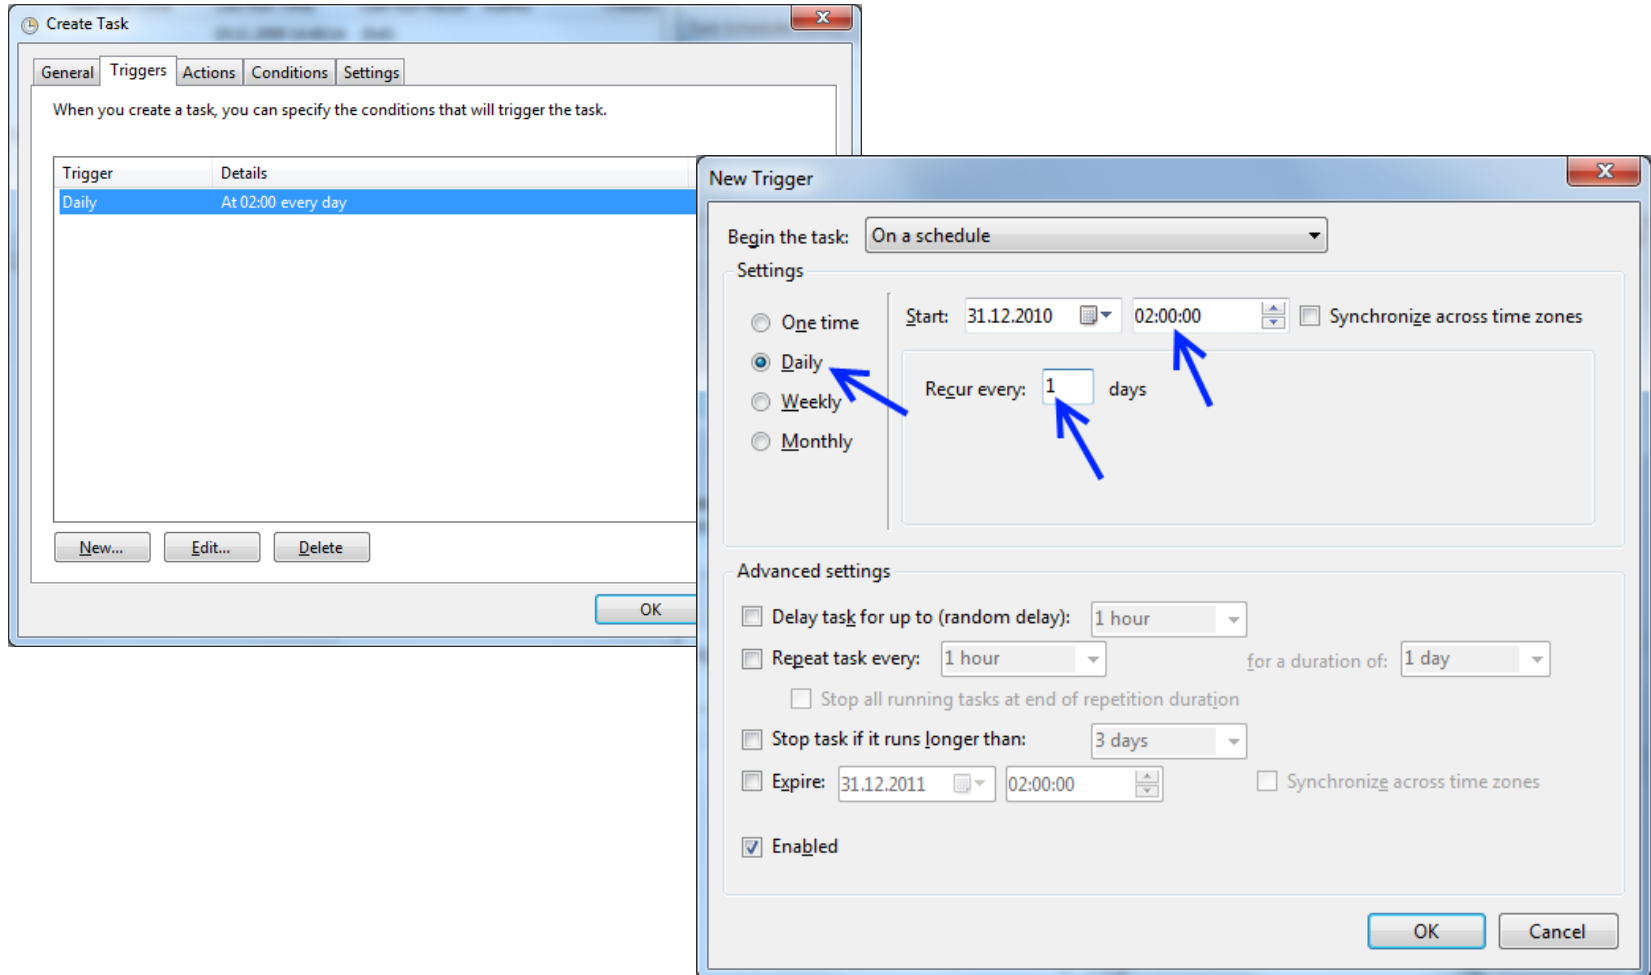 Create Task
General Triggers Actions Conditions Settings
When you create a task, you can specify the conditions that will trigger the task.
Trigger Details
Daily At 02:00 every day
New... Edit... Delete
OK
New Trigger
Begin the task: On a schedule
Settings
One time
Daily
Weekly
Monthly
Start: 31.12.2010 02:00:00 Synchronize across time zones
Recur every: 1 days
Advanced settings
Delay task for up to (random delay): 1 hour
Repeat task every: 1 hour for a duration of: 1 day
Stop all running tasks at end of repetition duration
Stop task if it runs longer than: 3 days
Expire: 31.12.2011 02:00:00 Synchronize across time zones
Enabled
OK Cancel